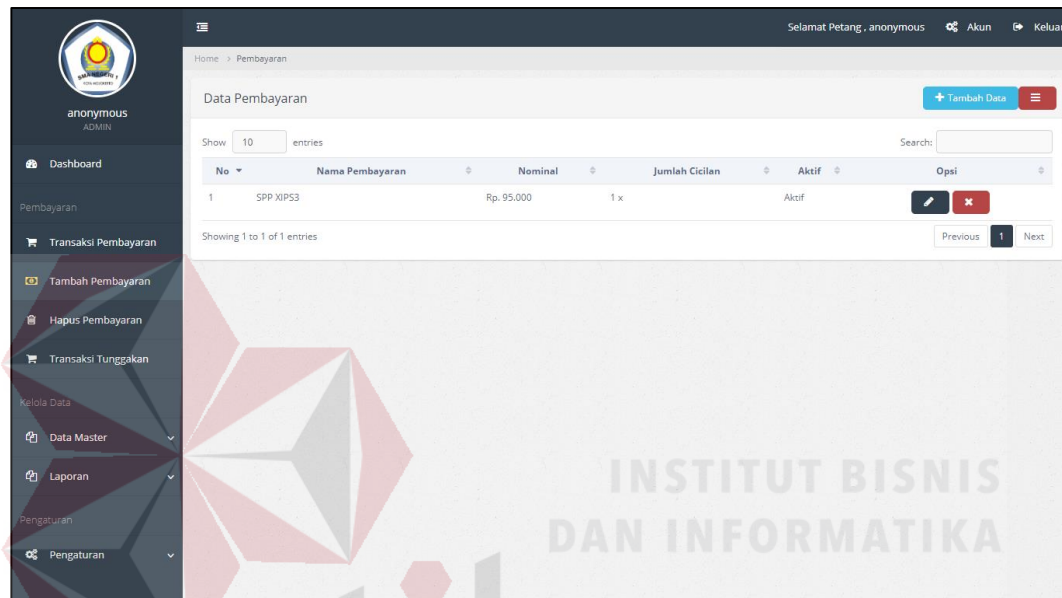 Selamat Petang , anonymous Akun Keluar
Home > Pembayaran
SMA NEGERI 1
anonymous
ADMIN
Dashboard
Pembayaran
Transaksi Pembayaran
Tambah Pembayaran
Hapus Pembayaran
Transaksi Tunggakan
Kelola Data
Data Master
Laporan
Pengaturan
Pengaturan
Data Pembayaran
+ Tambah Data
Show 10 entries Search:
No Nama Pembayaran Nominal Jumlah Cicilan Aktif Opsi
1 SPP XIPS3 Rp. 95.000 1 x Aktif
Showing 1 to 1 of 1 entries Previous 1 Next
INSTITUT BISNIS
DAN INFORMATIKA